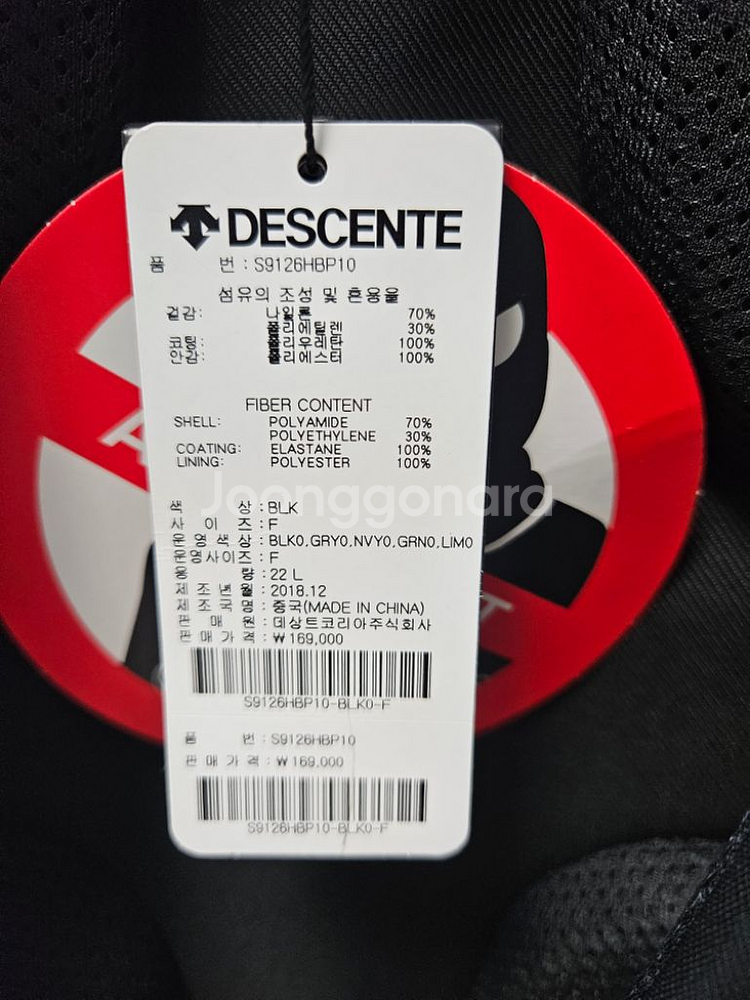 DESCENTE
품 번 : S9126HBP10
섬유의 조성 및 혼용율
겉감: 나일론 70%
폴리에틸렌 30%
코팅: 폴리우레탄 100%
안감: 폴리에스터 100%
FIBER CONTENT
SHELL: POLYAMIDE 70%
POLYETHYLENE 30%
COATING: ELASTANE 100%
LINING: POLYESTER 100%
Joonggonara
색 상 : BLK
사 이 즈 : F
운 영 색 상 : BLK0,GRY0,NVY0,GRN0,LIM0
운영사이즈 : F
용 량 : 22 L
제 조 년 월 : 2018.12
제 조 국 명 : 중국(MADE IN CHINA)
판 매 원 : 데상트코리아주식회사
판 매 가 격 : ₩ 169,000
S9126HBP10-BLK0-F
품 번 : S9126HBP10
판 매 가 격 : ₩ 169,000
S9126HBP10-BLK0-F